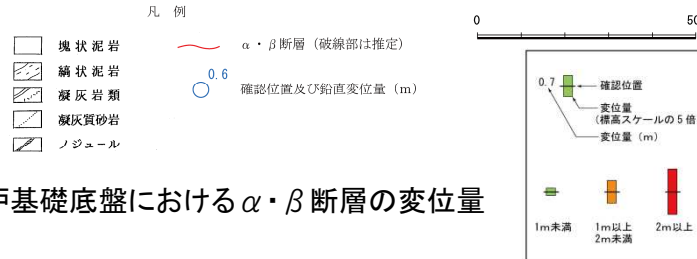 凡 例
塊 状 泥 岩
縞 状 泥 岩
凝 灰 岩 類
凝灰質砂岩
ノジュール
α・β断層（破線部は推定）
0.6
確認位置及び鉛直変位量（m）
基礎底盤におけるα・β断層の変位量
0
50
0.7
確認位置
変位量
(標高スケールの5倍
変位量（m）
1m未満
1m以上
2m未満
2m以上